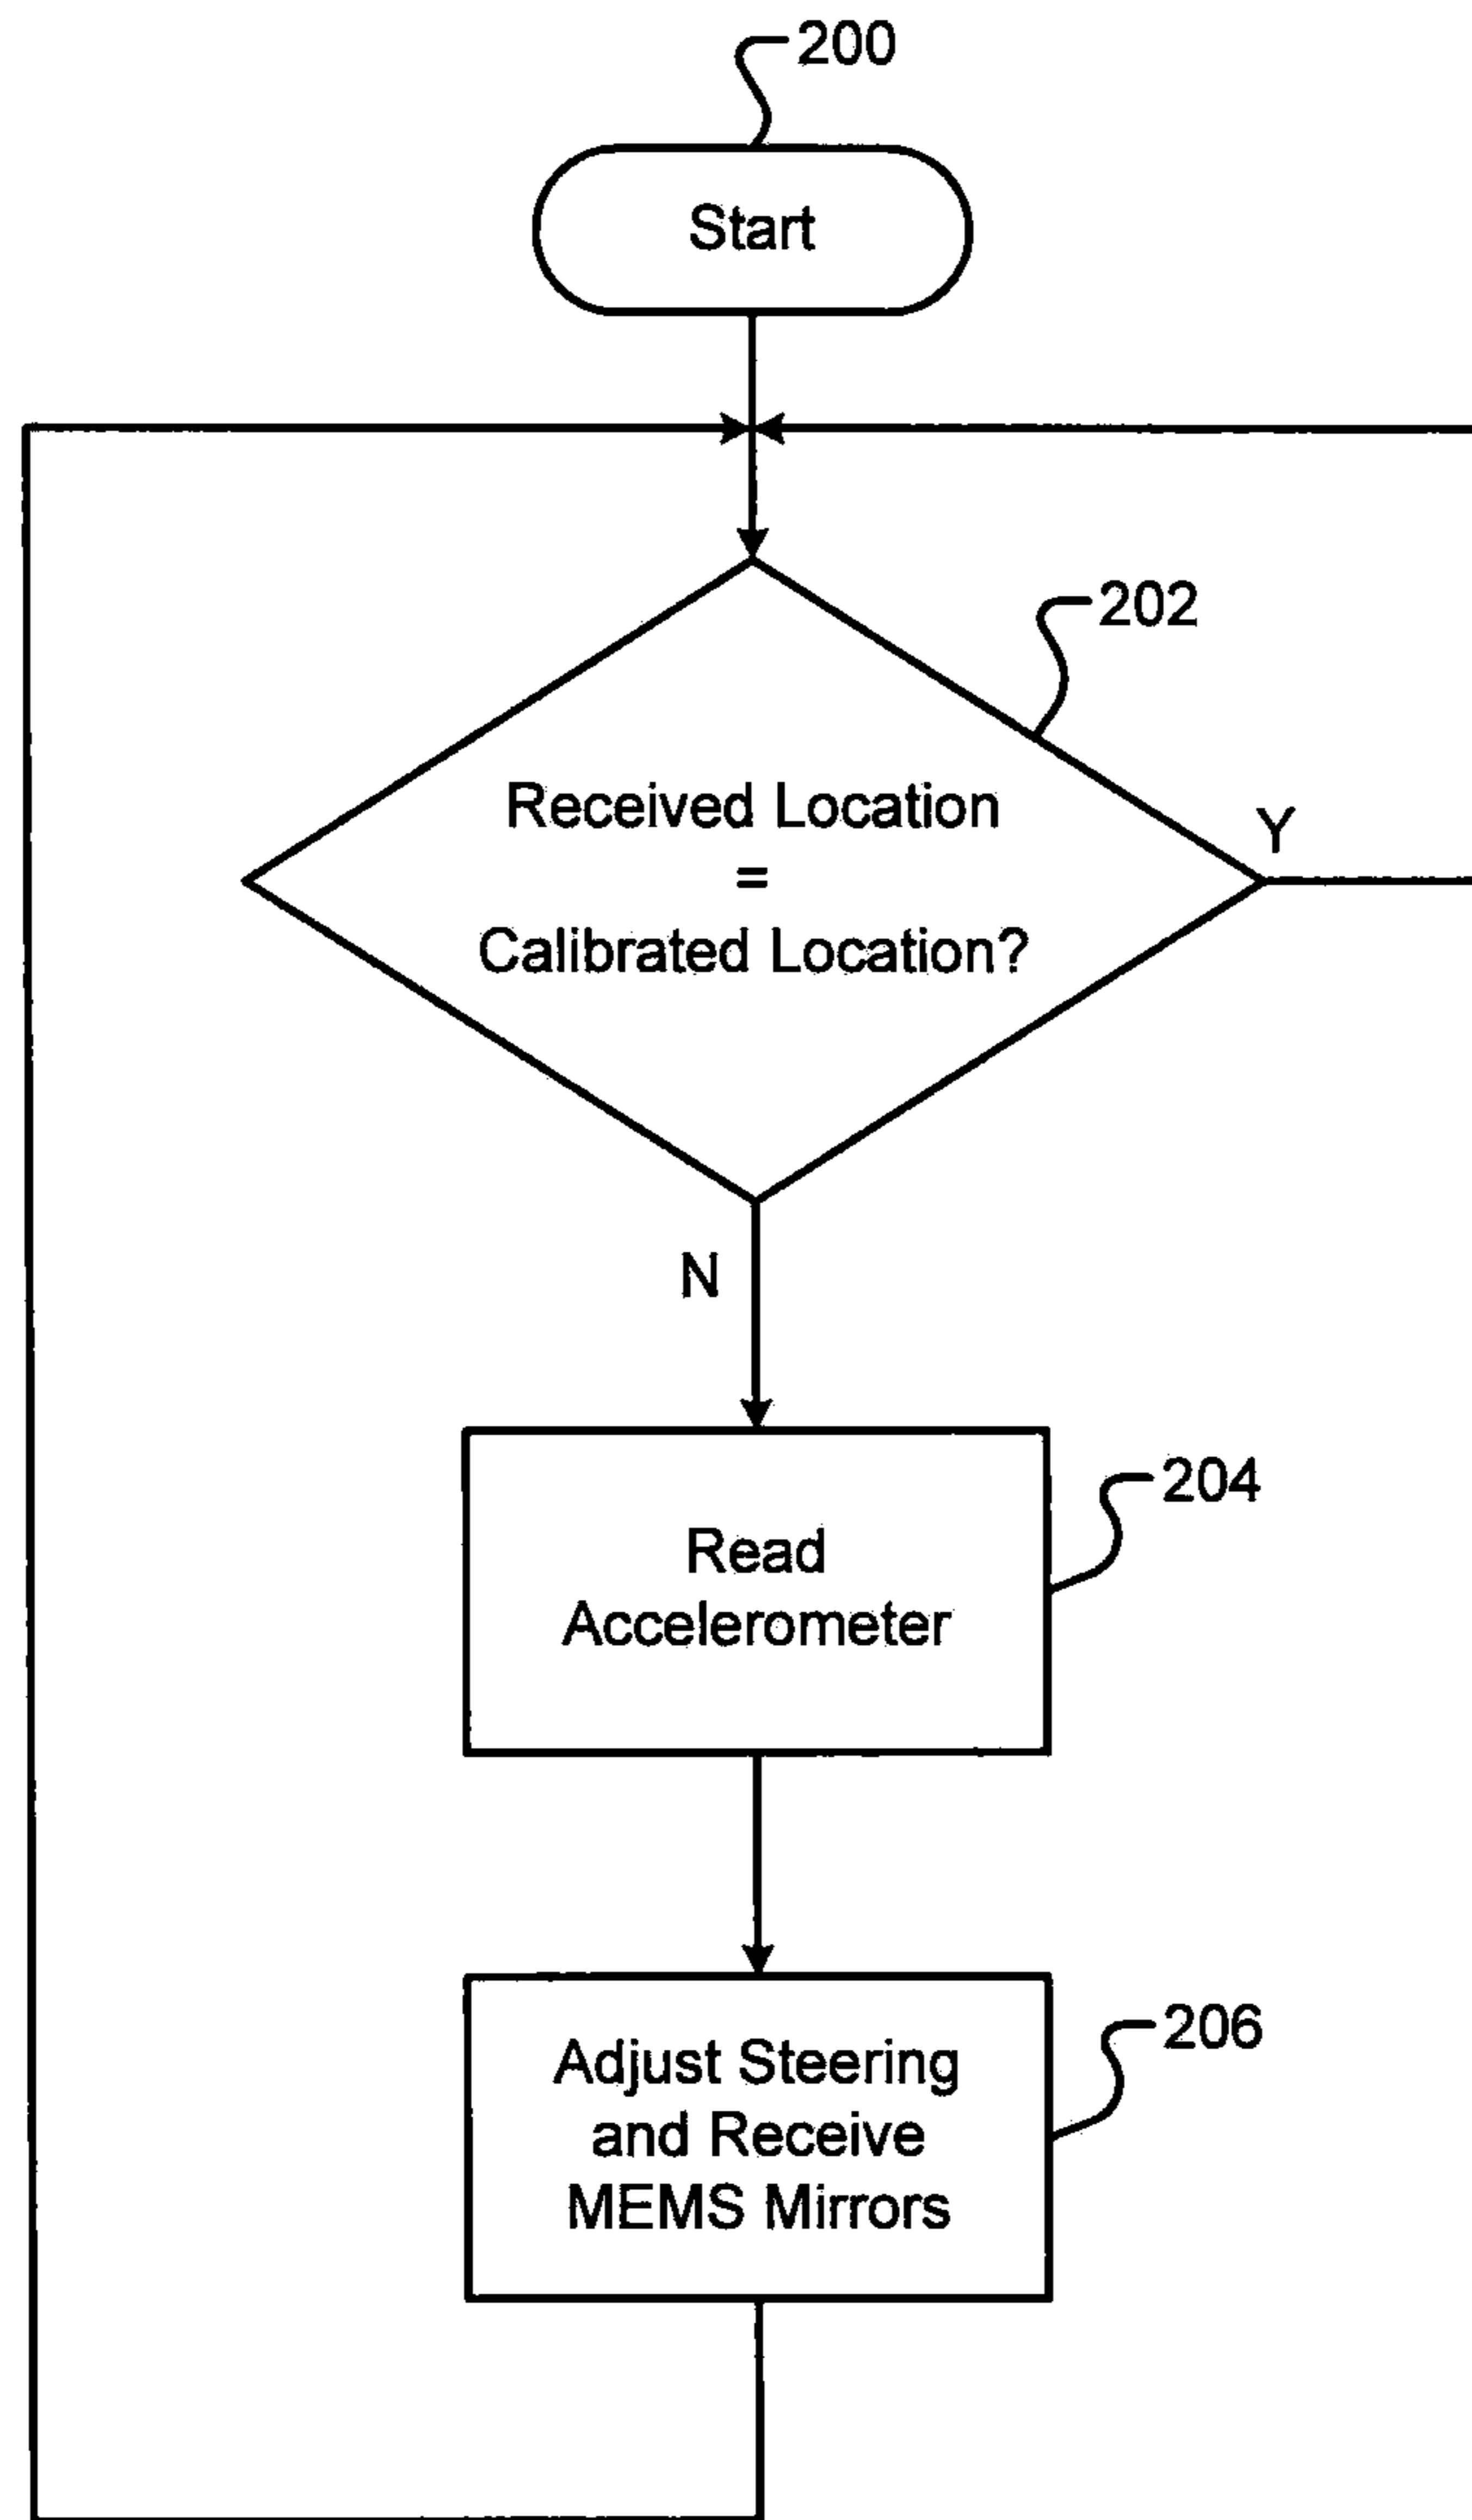 200
Start
202
Received Location
=
Calibrated Location?
Y
N
204
Read
Accelerometer
206
Adjust Steering
and Receive
MEMS Mirrors